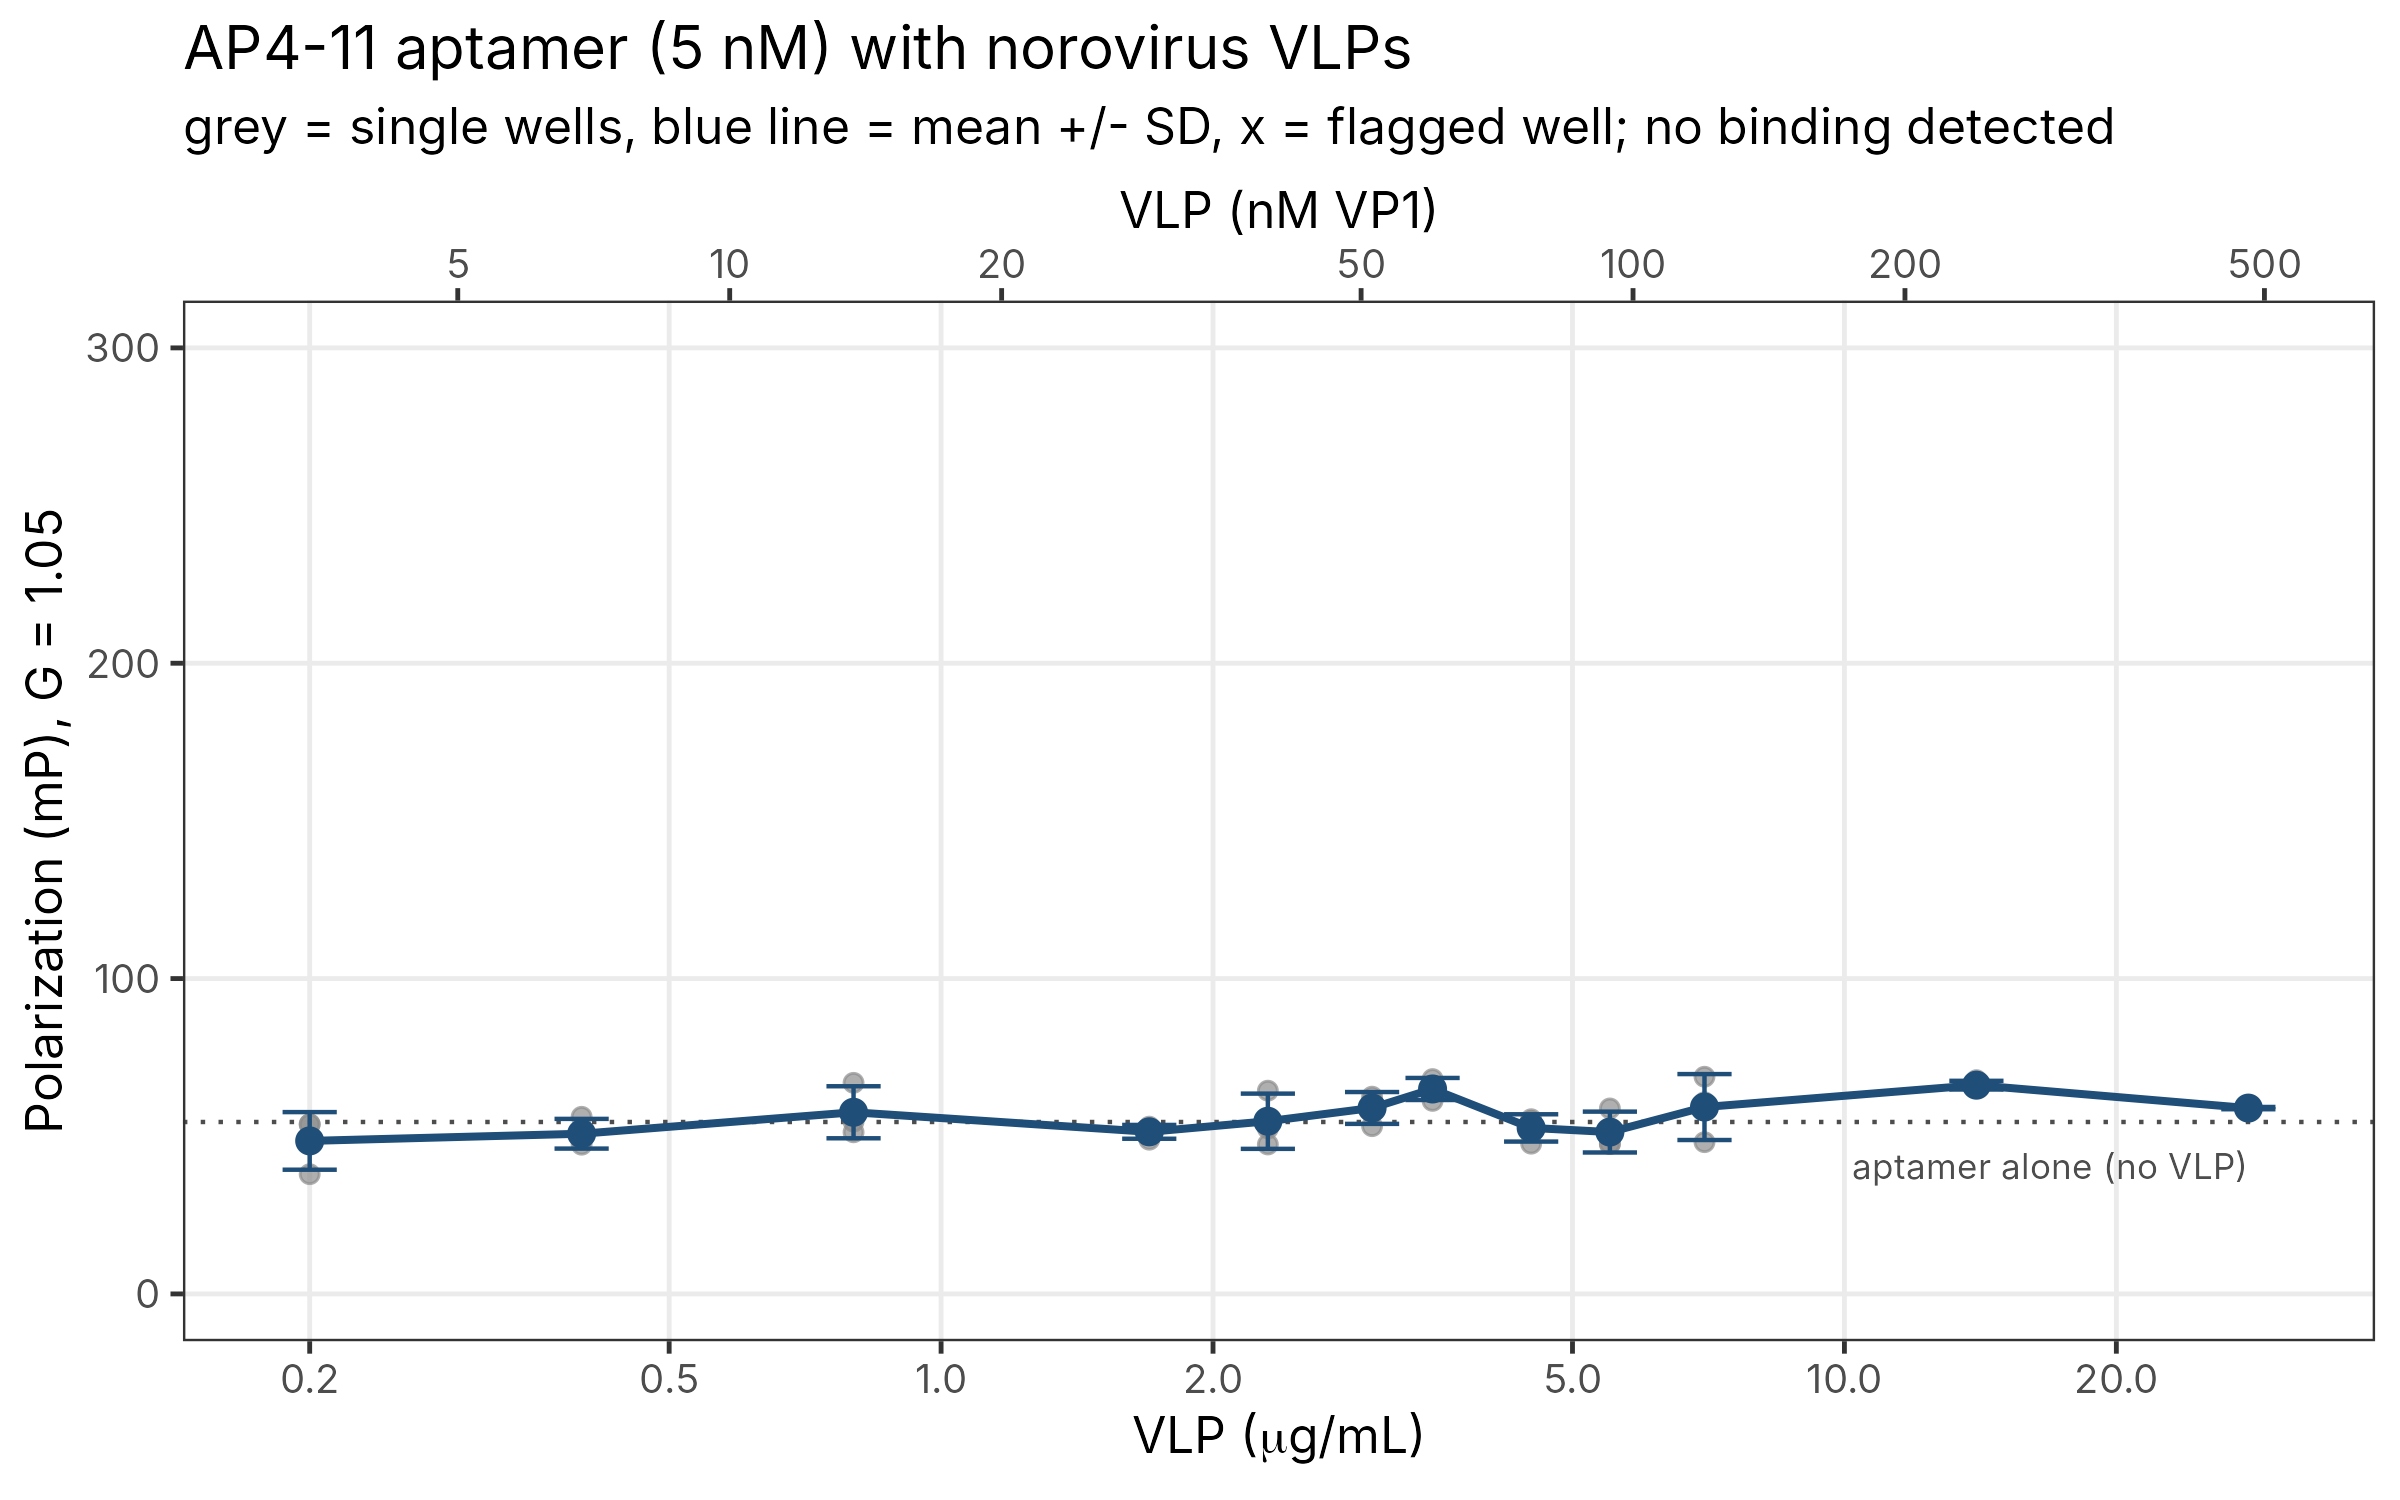 AP4-11 aptamer (5 nM) with norovirus VLPs
grey = single wells, blue line = mean +/- SD, x = flagged well; no binding detected
VLP (nM VP1)
5 10 20 50 100 200 500
Polarization (mP), G = 1.05
300
200
100
0
aptamer alone (no VLP)
0.2 0.5 1.0 2.0 5.0 10.0 20.0
VLP (μg/mL)